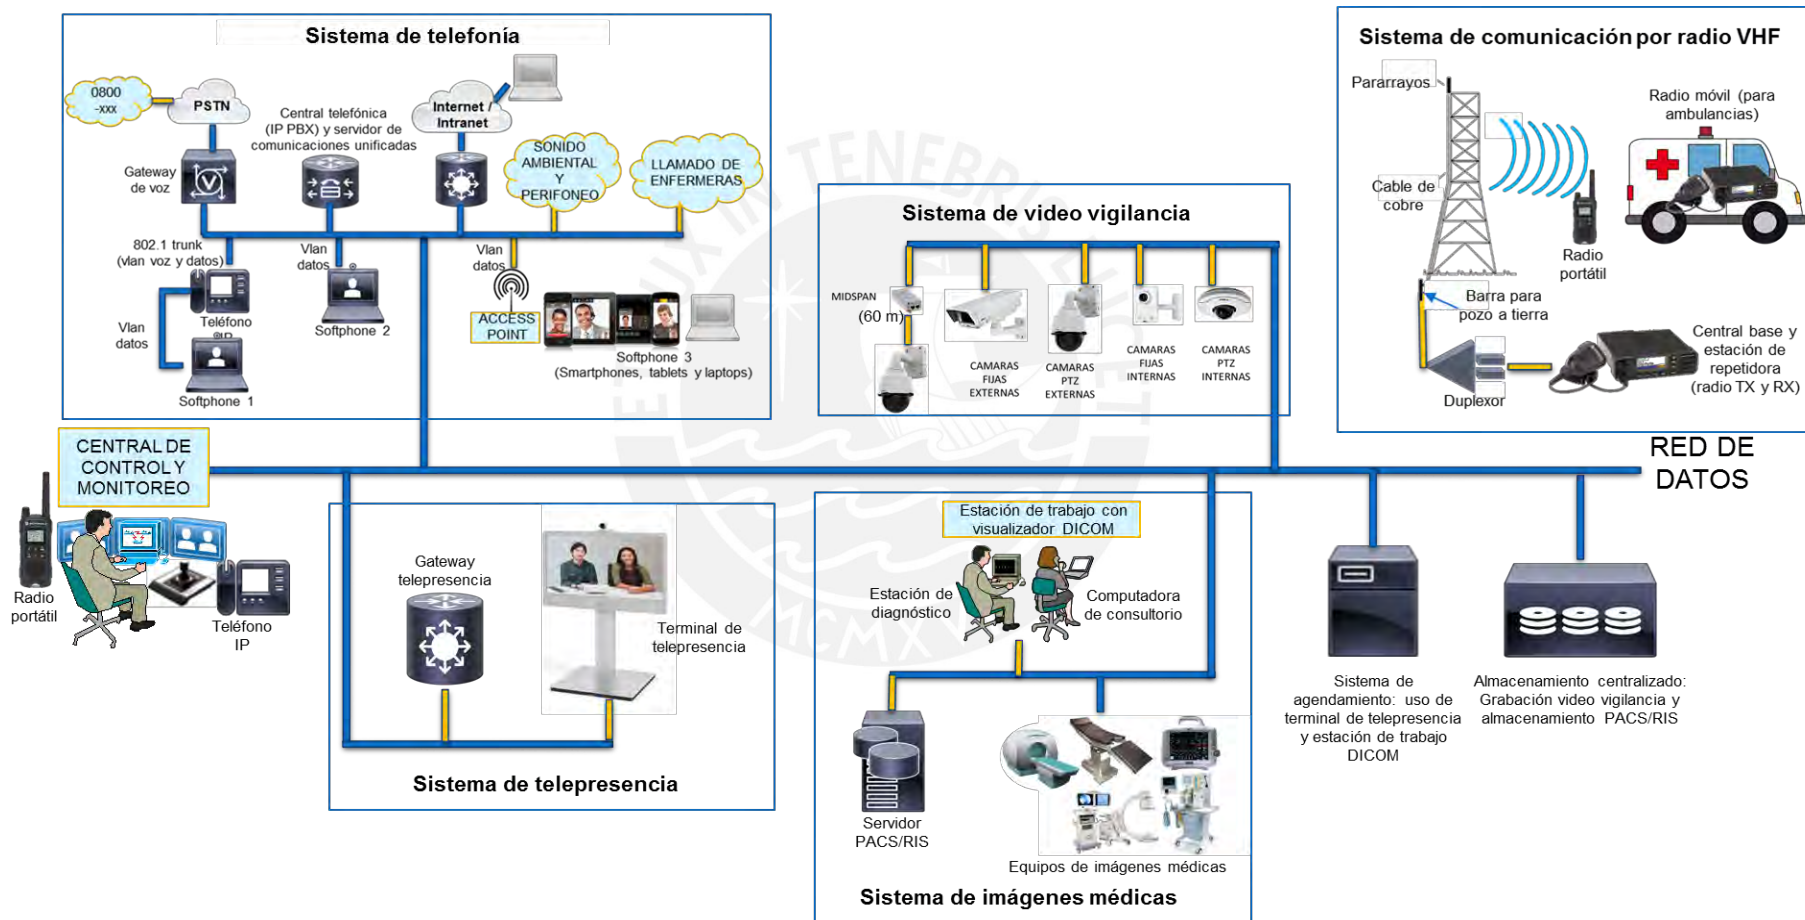 Sistema de telefonía
0800
-xxx
PSTN
Central telefónica
(IP PBX) y servidor de
comunicaciones unificadas
Internet /
Intranet
SONIDO
AMBIENTAL
Y
PERIFONEO
LLAMADO DE
ENFERMERAS
Gateway
de voz
V
802.1 trunk
(vlan voz y datos)
Vlan
datos
Vlan
datos
Teléfono
IP
Softphone 2
ACCESS
POINT
Vlan
datos
Softphone 3
(Smartphones, tablets y laptops)
Softphone 1
Sistema de video vigilancia
MIDSPAN
(60 m)
CAMARAS
FIJAS
EXTERNAS
CAMARAS
PTZ
EXTERNAS
CAMARAS
FIJAS
INTERNAS
CAMARAS
PTZ
INTERNAS
Sistema de comunicación por radio VHF
Pararrayos
Radio móvil (para
ambulancias)
Cable de
cobre
Radio
portátil
Barra para
pozo a tierra
Central base y
estación de
repetidora
(radio TX y RX)
Duplexor
CENTRAL DE
CONTROL Y
MONITOREO
RED DE
DATOS
Radio
portátil
Teléfono
IP
Gateway
telepresencia
Terminal de
telepresencia
Sistema de telepresencia
Estación de trabajo con
visualizador DICOM
Estación de
diagnóstico
Computadora
de consultorio
Servidor
PACS/RIS
Equipos de imágenes médicas
Sistema de imágenes médicas
Sistema de
agendamiento: uso de
terminal de telepresencia
y estación de trabajo
DICOM
Almacenamiento centralizado:
Grabación video vigilancia y
almacenamiento PACS/RIS
ET LUX IN TENEBRIS LUCET